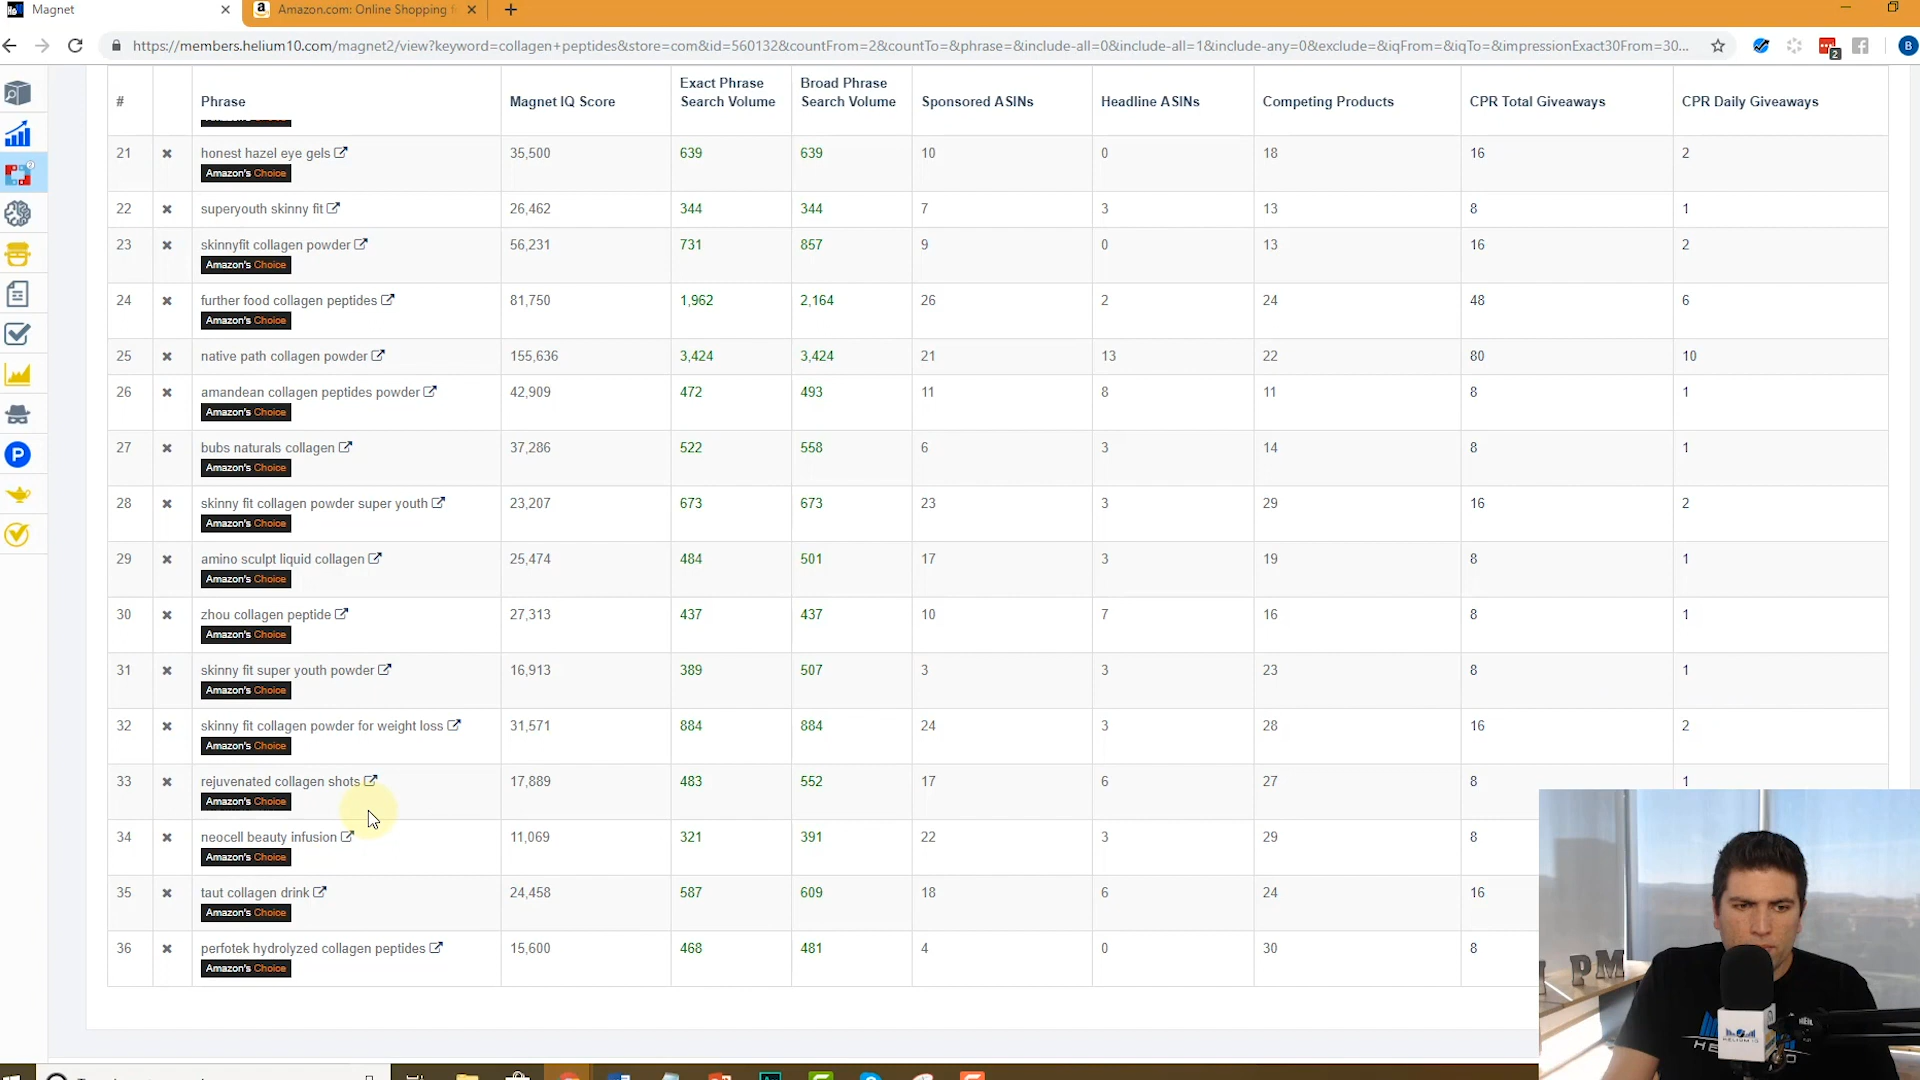 Magnet
Amazon.com: Online Shopping f
https://members.helium10.com/magnet2/view?keyword=collagen+peptides&store=com&id=560132&countFrom=2&countTo=&phrase=&include-all=0&include-all=1&include-any=0&exclude=&iqFrom=&iqTo=&impressionExact30From=30...
2
B
# Phrase Magnet IQ Score Exact Phrase Search Volume Broad Phrase Search Volume Sponsored ASINs Headline ASINs Competing Products CPR Total Giveaways CPR Daily Giveaways
21 honest hazel eye gels 35,500 639 639 10 0 18 16 2
Amazon's Choice
22 superyouth skinny fit 26,462 344 344 7 3 13 8 1
23 skinnyfit collagen powder 56,231 731 857 9 0 13 16 2
Amazon's Choice
24 further food collagen peptides 81,750 1,962 2,164 26 2 24 48 6
Amazon's Choice
25 native path collagen powder 155,636 3,424 3,424 21 13 22 80 10
26 amandean collagen peptides powder 42,909 472 493 11 8 11 8 1
Amazon's Choice
27 bubs naturals collagen 37,286 522 558 6 3 14 8 1
Amazon's Choice
28 skinny fit collagen powder super youth 23,207 673 673 23 3 29 16 2
Amazon's Choice
29 amino sculpt liquid collagen 25,474 484 501 17 3 19 8 1
Amazon's Choice
30 zhou collagen peptide 27,313 437 437 10 7 16 8 1
Amazon's Choice
31 skinny fit super youth powder 16,913 389 507 3 3 23 8 1
Amazon's Choice
32 skinny fit collagen powder for weight loss 31,571 884 884 24 3 28 16 2
Amazon's Choice
33 rejuvenated collagen shots 17,889 483 552 17 6 27 8 1
Amazon's Choice
34 neocell beauty infusion 11,069 321 391 22 3 29 8
Amazon's Choice
35 taut collagen drink 24,458 587 609 18 6 24 16
Amazon's Choice
36 perfotek hydrolyzed collagen peptides 15,600 468 481 4 0 30 8
Amazon's Choice
P
PM
HELIUM 10